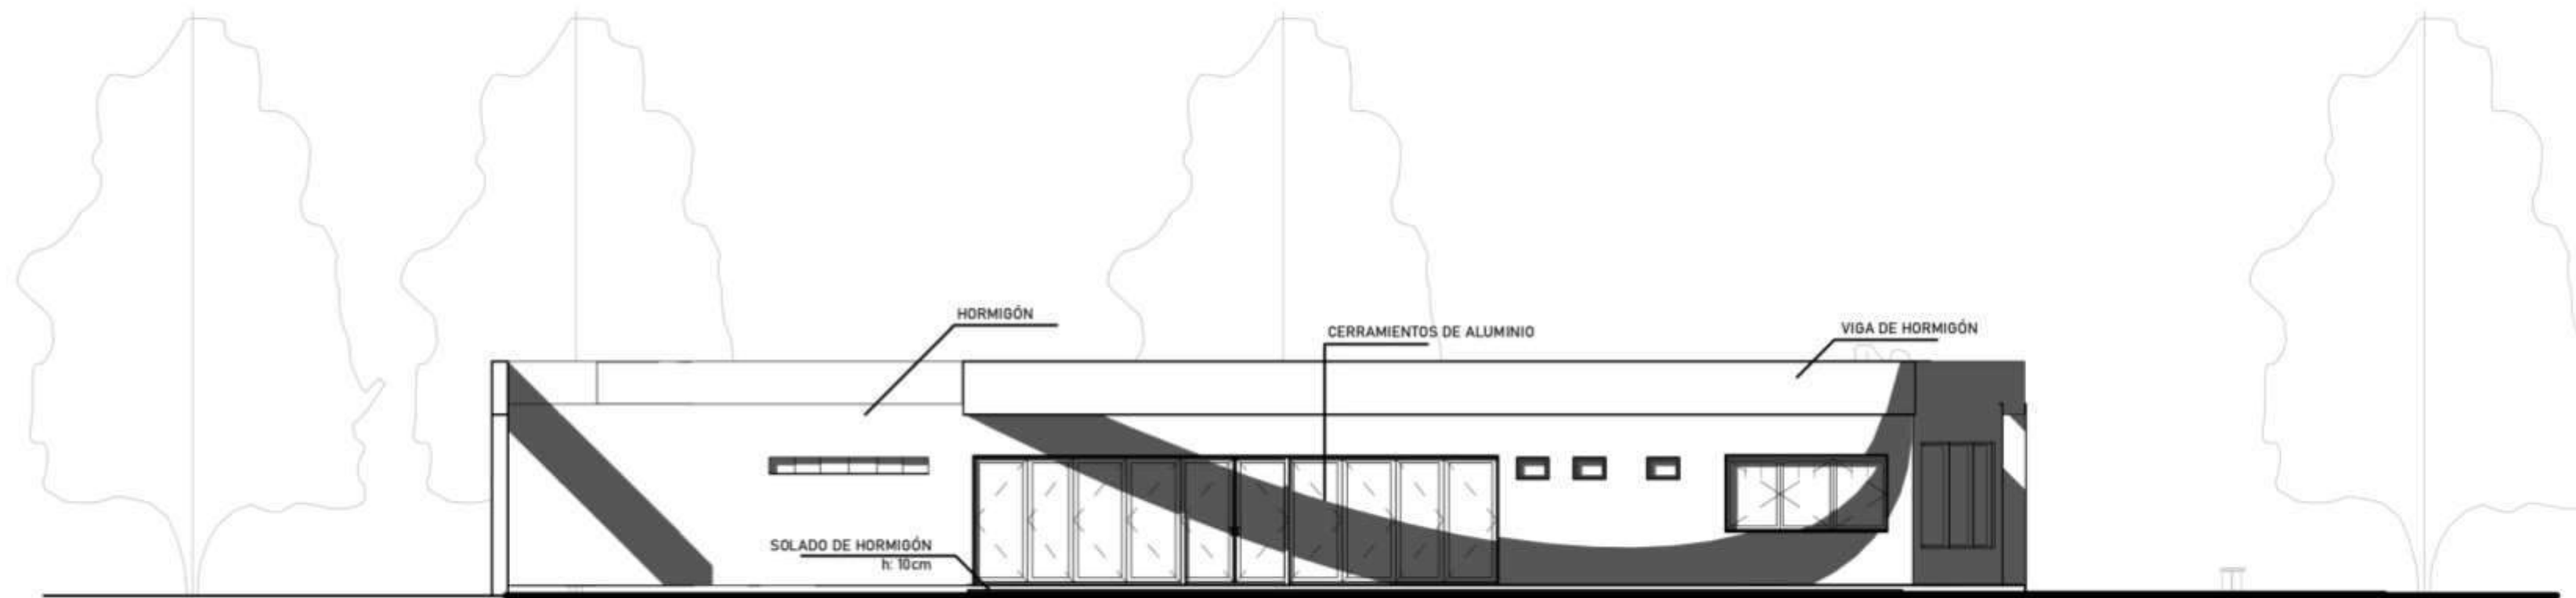 HORMIGÓN
CERRAMIENTOS DE ALUMINIO
VIGA DE HORMIGÓN
SOLADO DE HORMIGÓN
h: 10cm